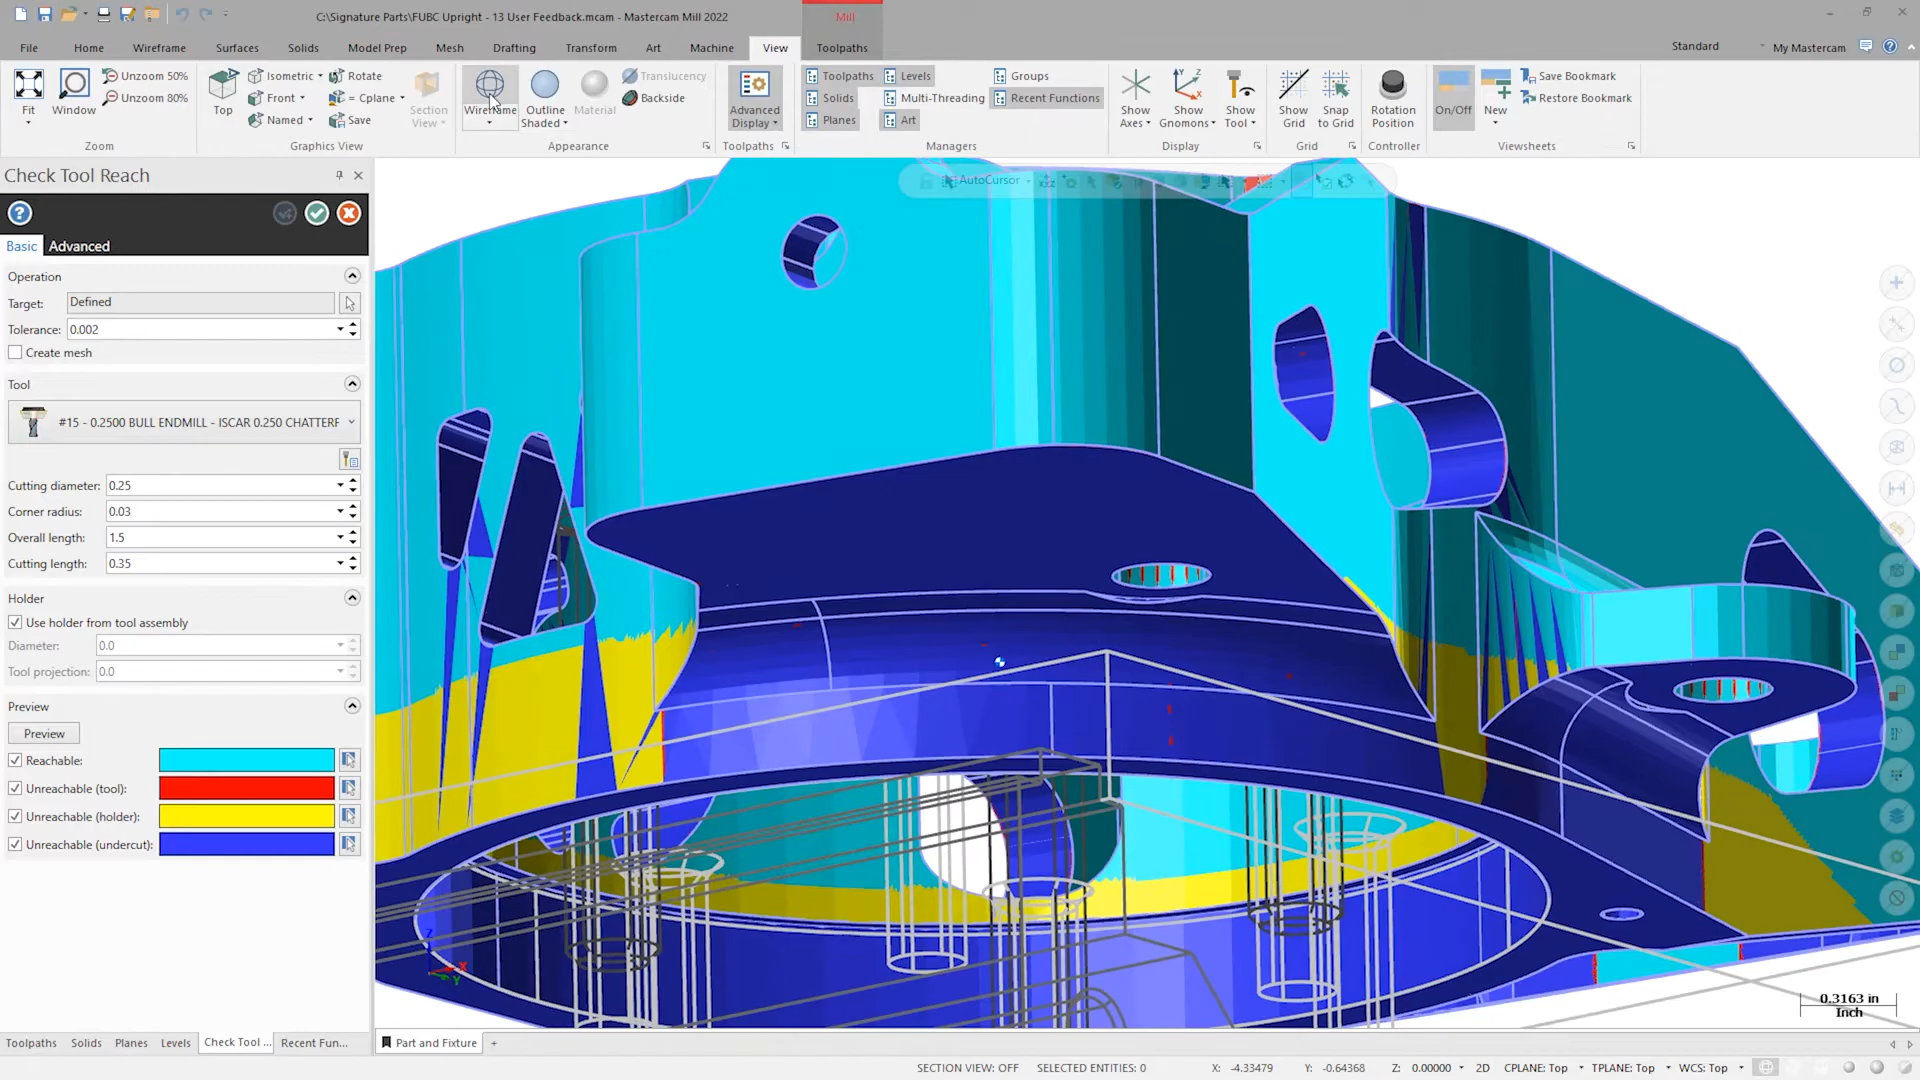 C:\Signature Parts\FUBC Upright - 13 User Feedback.mcam - Mastercam Mill 2022
Mill
File Home Wireframe Surfaces Solids Model Prep Mesh Drafting Transform Art Machine View Toolpaths
Standard My Mastercam
Fit
Window
Unzoom 50%
Unzoom 80%
Zoom
Top
Isometric
Front
Named
Rotate
= Cplane
Save
Section
View
Graphics View
Wireframe
Outline
Shaded
Material
Translucency
Backside
Appearance
Advanced
Display
Toolpaths
Toolpaths Levels Groups
Solids Multi-Threading Recent Functions
Planes Art
Managers
Show
Axes
Show
Gnomons
Show
Tool
Display
Show
Grid
Snap
to Grid
Grid
Rotation
Position
Controller
On/Off
New
Save Bookmark
Restore Bookmark
Viewsheets
Check Tool Reach
Basic Advanced
Operation
Target: Defined
Tolerance: 0.002
Create mesh
Tool
#15 - 0.2500 BULL ENDMILL - ISCAR 0.250 CHATTERF
Cutting diameter: 0.25
Corner radius: 0.03
Overall length: 1.5
Cutting length: 0.35
Holder
Use holder from tool assembly
Diameter: 0.0
Tool projection: 0.0
Preview
Preview
Reachable:
Unreachable (tool):
Unreachable (holder):
Unreachable (undercut):
AutoCursor
Z
X
Y
0.3163 in
Inch
Toolpaths Solids Planes Levels Check Tool ... Recent Fun...
Part and Fixture +
SECTION VIEW: OFF SELECTED ENTITIES: 0 X: -4.33479 Y: -0.64368 Z: 0.00000 2D CPLANE: Top TPLANE: Top WCS: Top